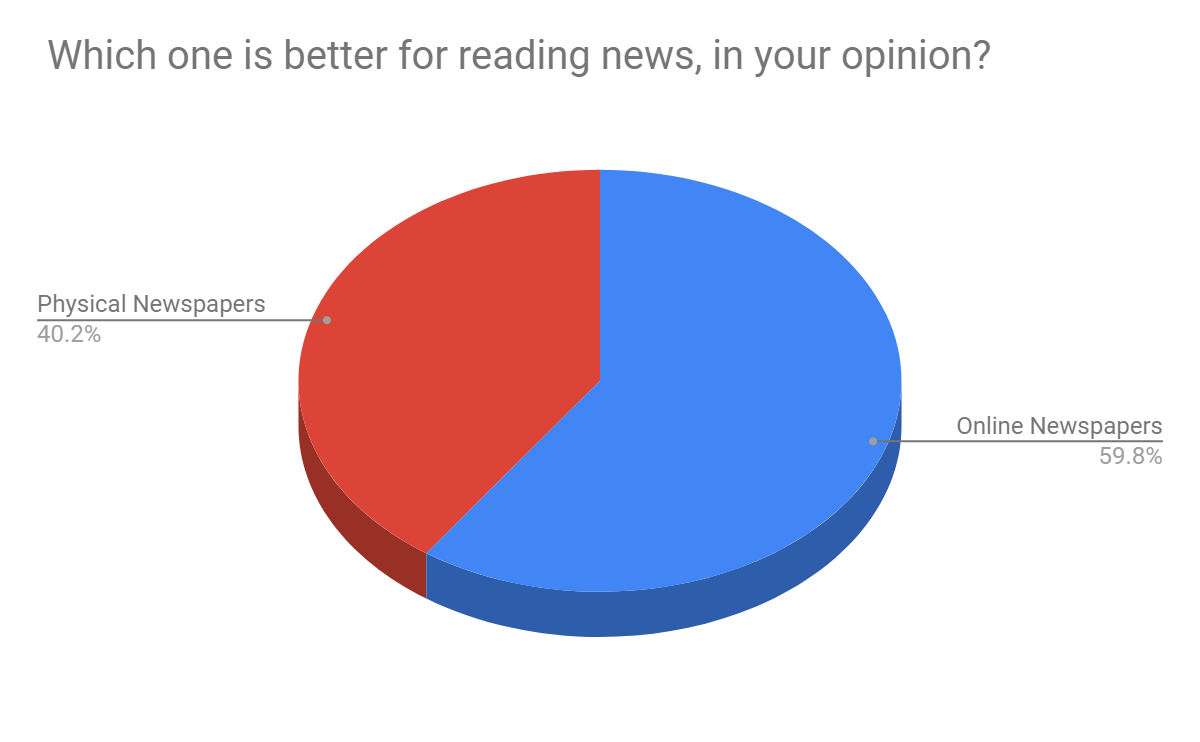 Which one is better for reading news, in your opinion?
Physical Newspapers
40.2%
Online Newspapers
59.8%